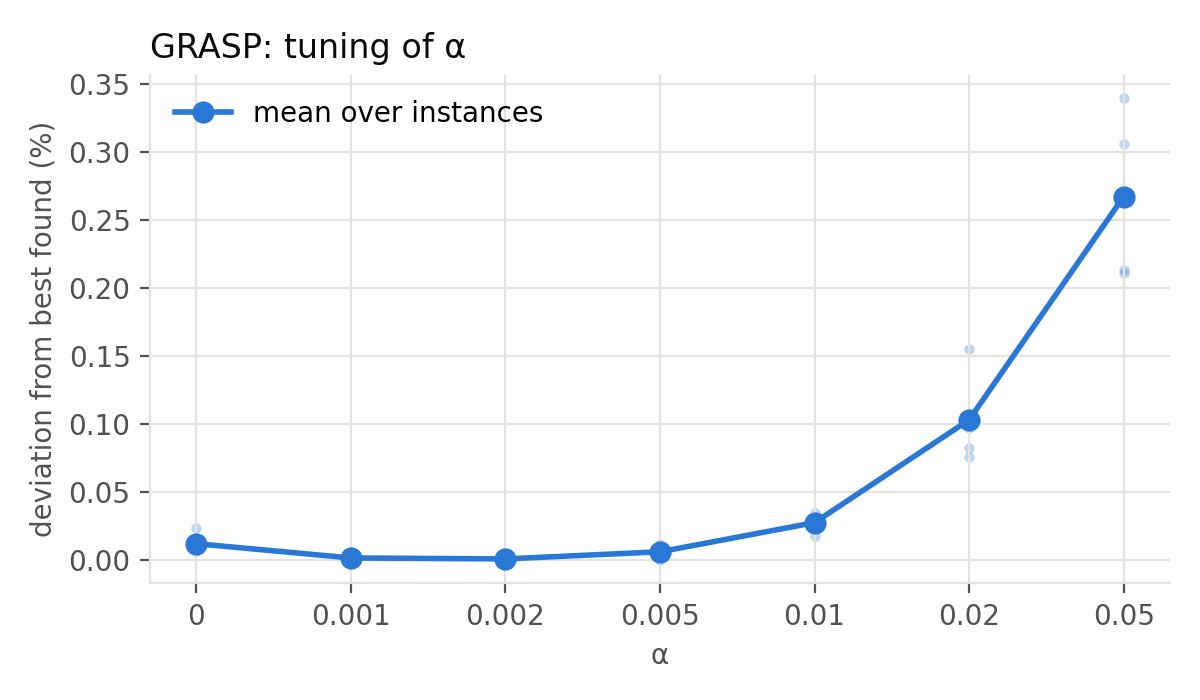 GRASP: tuning of α
mean over instances
deviation from best found (%)
0.35
0.30
0.25
0.20
0.15
0.10
0.05
0.00
0 0.001 0.002 0.005 0.01 0.02 0.05
α